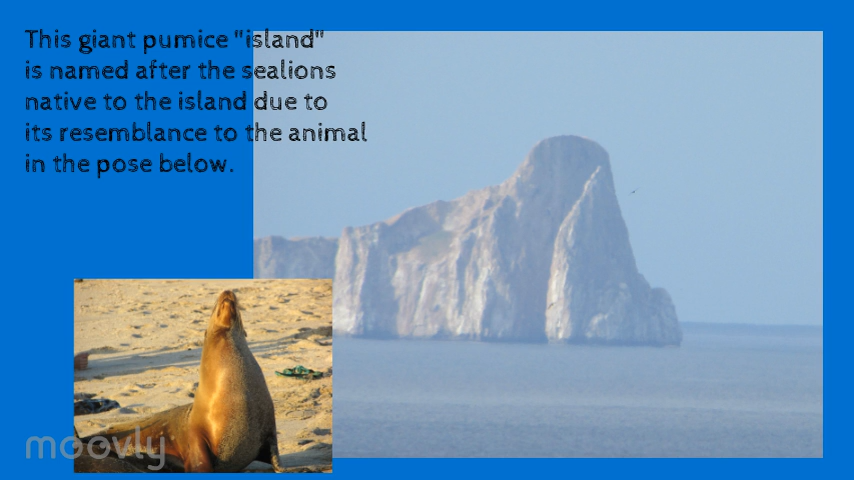 This giant pumice "island"
is named after the sealions
native to the island due to
its resemblance to the animal
in the pose below.
moovly